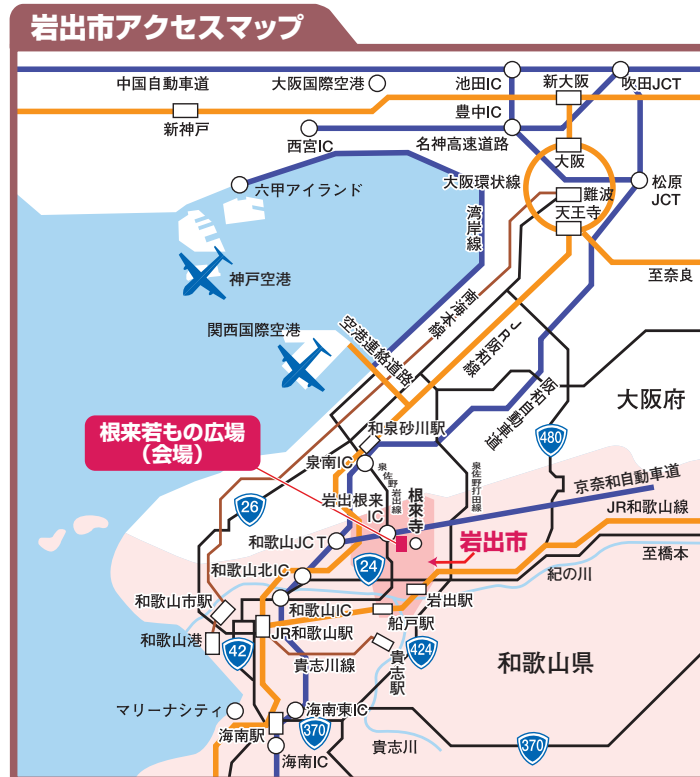 岩出市アクセスマップ
中国自動車道
大阪国際空港
池田IC
新大阪
吹田JCT
新神戸
豊中IC
西宮IC
名神高速道路
大阪
六甲アイランド
大阪環状線
難波
松原
JCT
天王寺
湾岸線
神戸空港
至奈良
南海本線
関西国際空港
空港連絡道路
JR阪和線
阪和自動車道
大阪府
根来若もの広場
(会場)
和泉砂川駅
480
泉南IC
泉佐野岩出線
泉佐野打田線
根來寺
京奈和自動車道
26
岩出根来
IC
JR和歌山線
和歌山JCT
岩出市
至橋本
24
和歌山北IC
紀の川
岩出駅
和歌山市駅
和歌山IC
船戸駅
和歌山港
JR和歌山駅
42
424
貴志川線
貴志駅
和歌山県
マリーナシティ
海南東IC
海南駅
370
370
貴志川
海南IC